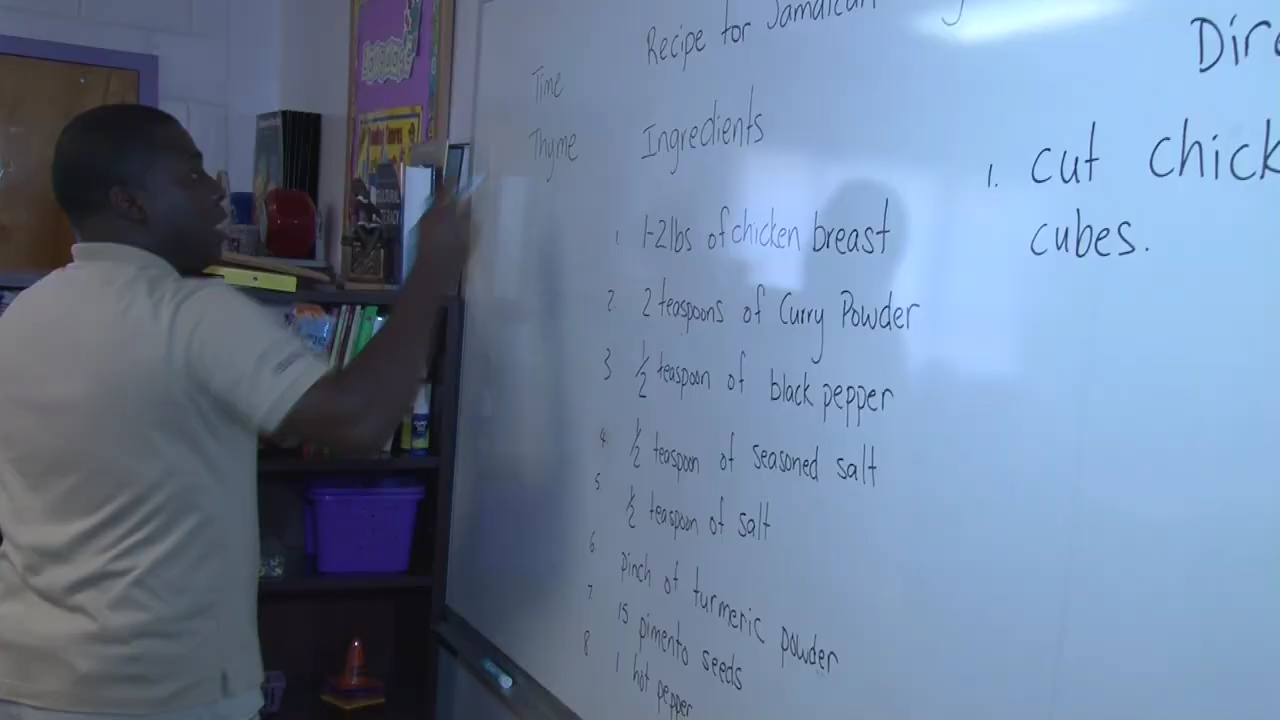 Recipe for Jamaican
Time
Thyme
Ingredients
1. 1-2lbs of chicken breast
2. 2 teaspoons of Curry Powder
3 ½ teaspoon of black pepper
4. ½ teaspoon of seasoned salt
5. ½ teaspoon of salt
6 Pinch of turmeric powder
7. 15 pimento seeds
8 1 hot pepper
1. cut
cubes.